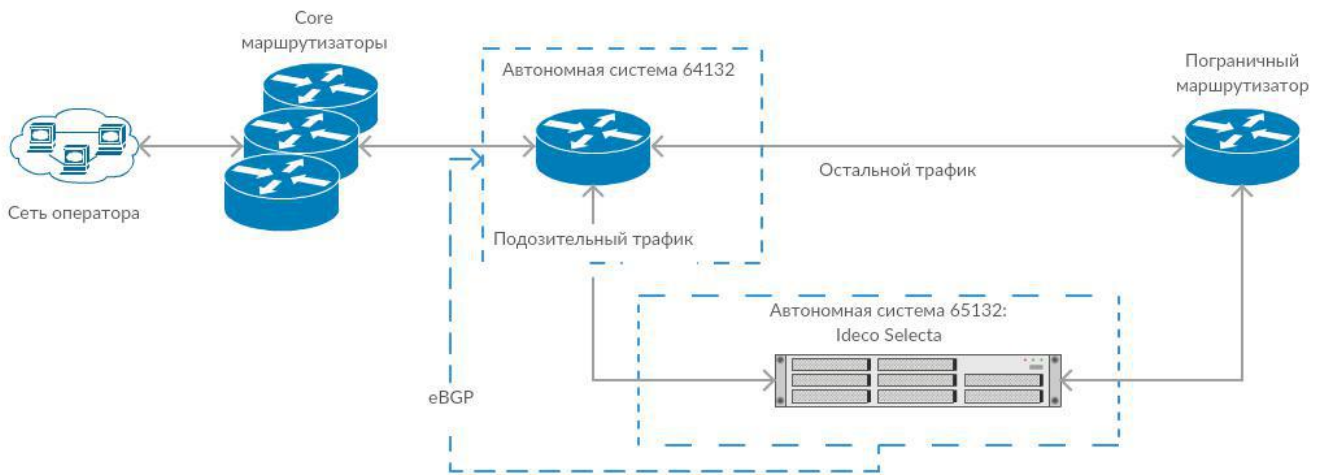 Core
маршрутизаторы
Автономная система 64132
Пограничный
маршрутизатор
Остальной трафик
Сеть оператора
Подозительный трафик
Автономная система 65132:
Ideco Selecta
eBGP